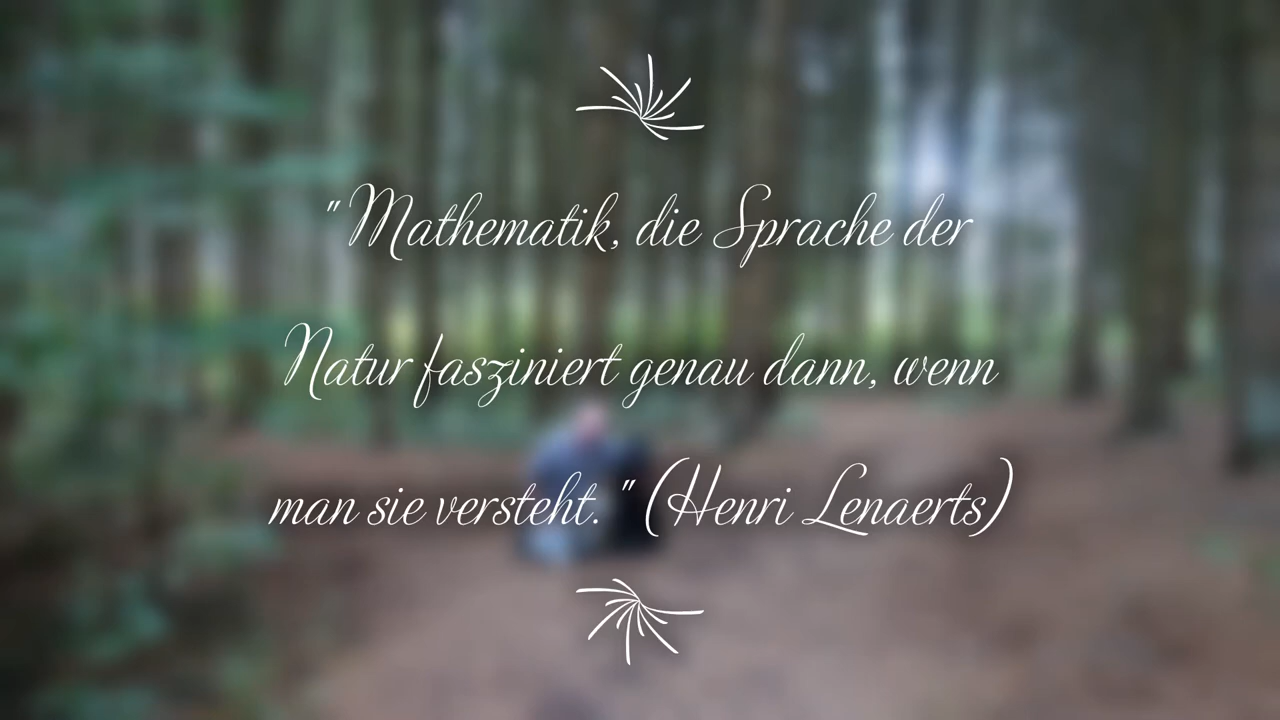 "Mathematik, die Sprache der
Natur fasziniert genau dann, wenn
man sie versteht." (Henri Lenaerts)